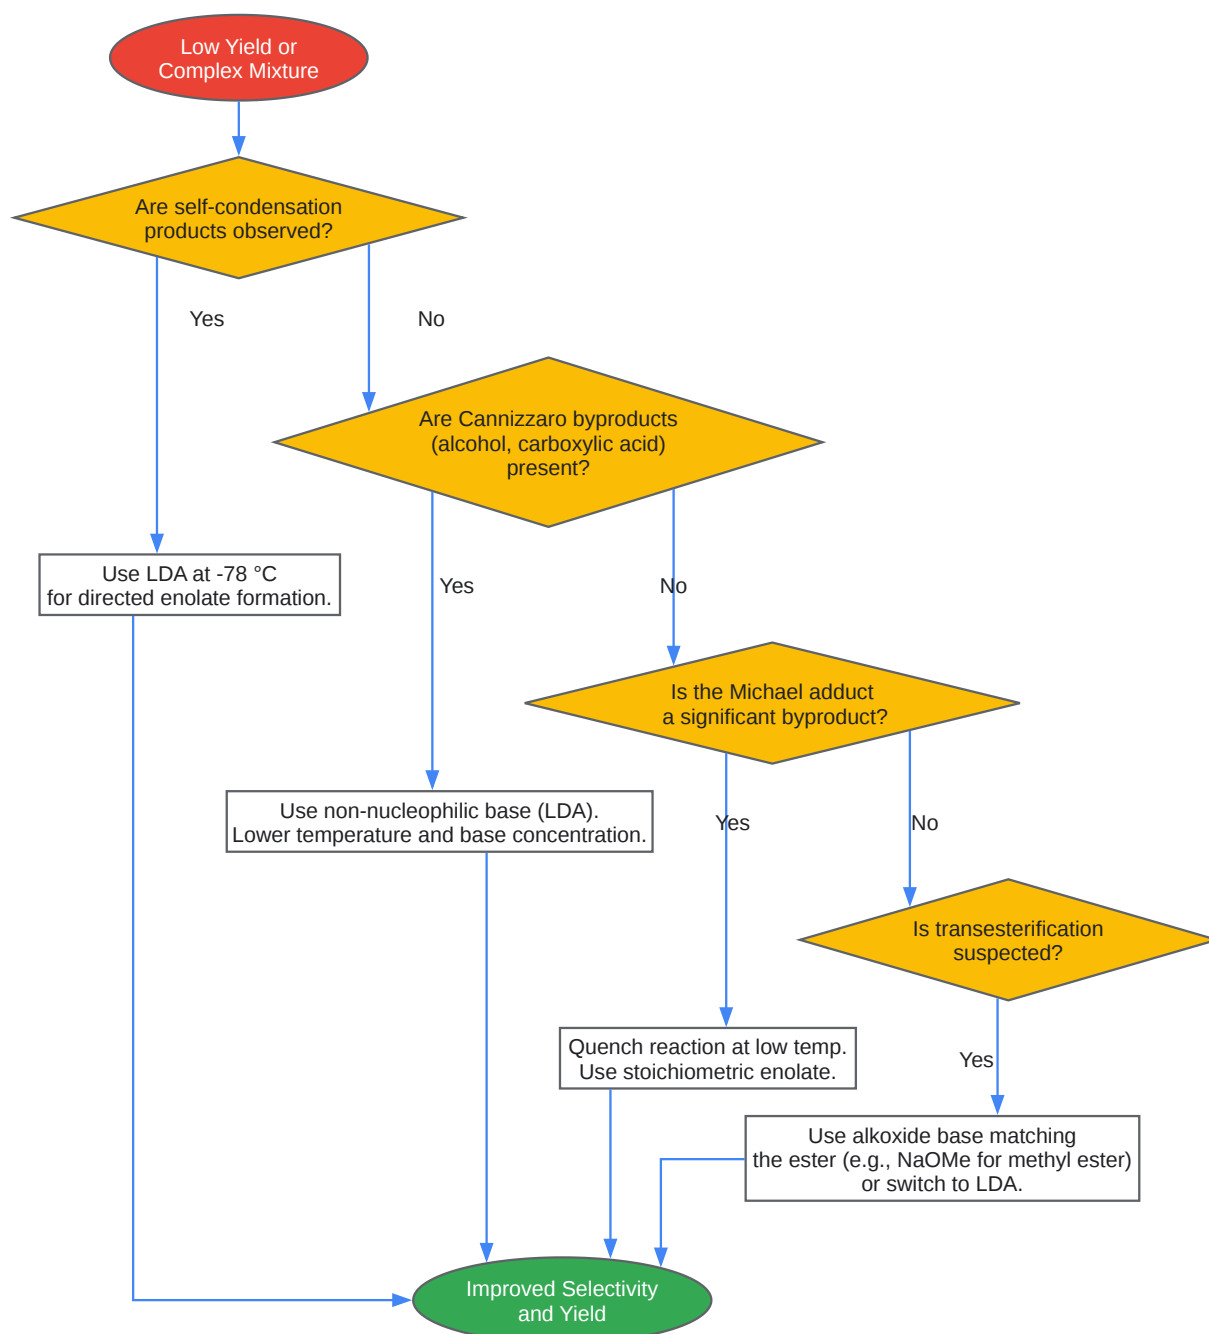 Low Yield or
Complex Mixture
Are self-condensation
products observed?
Yes
No
Are Cannizzaro byproducts
(alcohol, carboxylic acid)
present?
Use LDA at -78 °C
for directed enolate formation.
Yes
No
Is the Michael adduct
a significant byproduct?
Use non-nucleophilic base (LDA).
Lower temperature and base concentration.
Yes
No
Is transesterification
suspected?
Quench reaction at low temp.
Use stoichiometric enolate.
Yes
Use alkoxide base matching
the ester (e.g., NaOMe for methyl ester)
or switch to LDA.
Improved Selectivity
and Yield